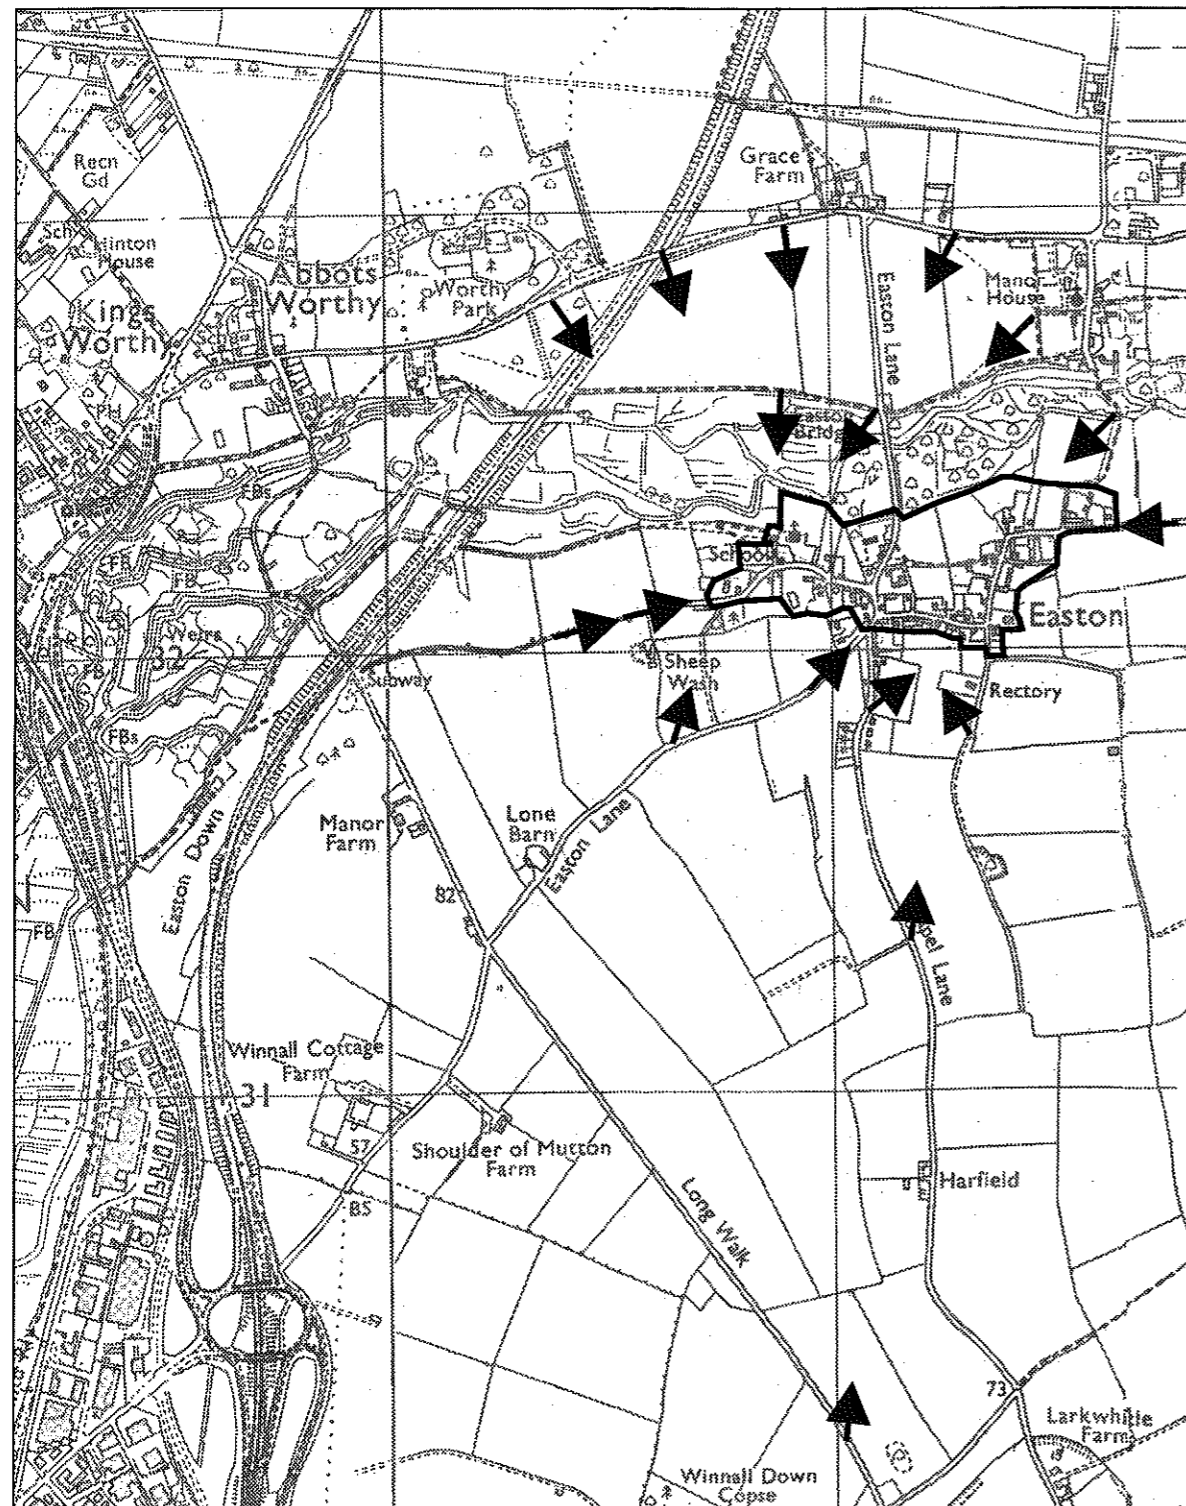 Recn
Gd
Grace
Farm
Sch
Hinton
House
Abbots
Worthy
Worthy
Park
Easton Lane
Manor
House
Kings
Worthy
Sch
PH
FBs
School
Easton
FB
FB
Weirs
32
FB
Subway
Sheep
Wash
Rectory
FBs
Manor
Farm
Lone
Barn
Easton Lane
Easton Down
82
FB
pel Lane
Winnall Cottage
Farm
31
57
Shoulder of Mutton
Farm
Harfield
85
Long Walk
73
Larkwhistle
Farm
Winnall Down
Copse